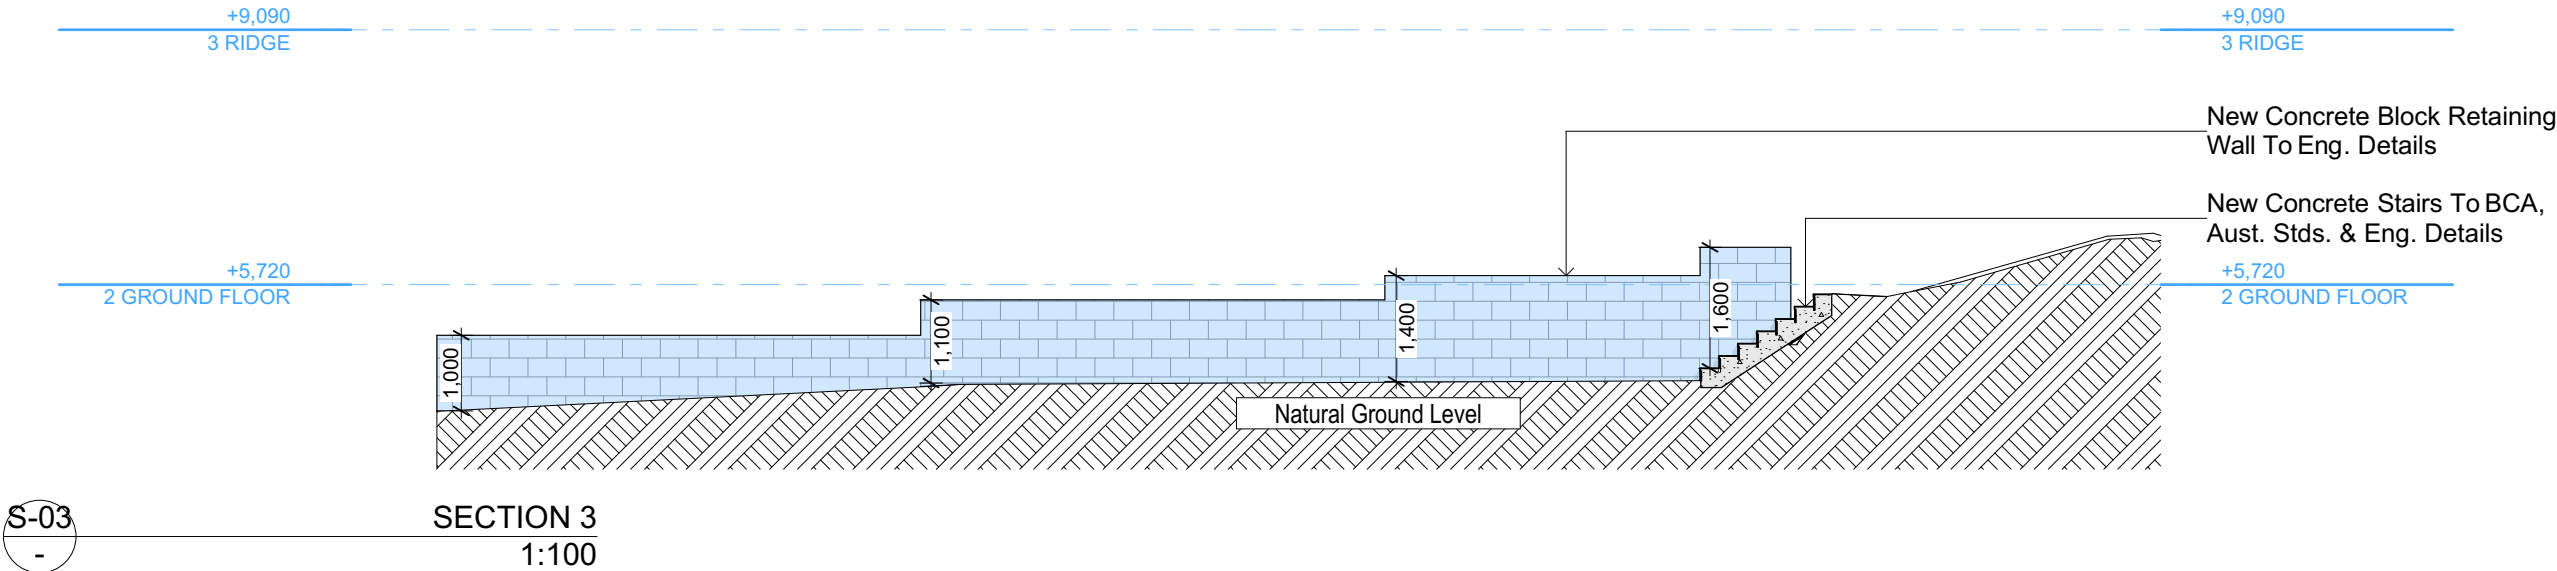 +9,090
3 RIDGE
+9,090
3 RIDGE
New Concrete Block Retaining
Wall To Eng. Details
New Concrete Stairs To BCA,
Aust. Stds. & Eng. Details
+5,720
2 GROUND FLOOR
+5,720
2 GROUND FLOOR
1,000
1,100
1,400
1,600
Natural Ground Level
S-03
-
SECTION 3
1:100